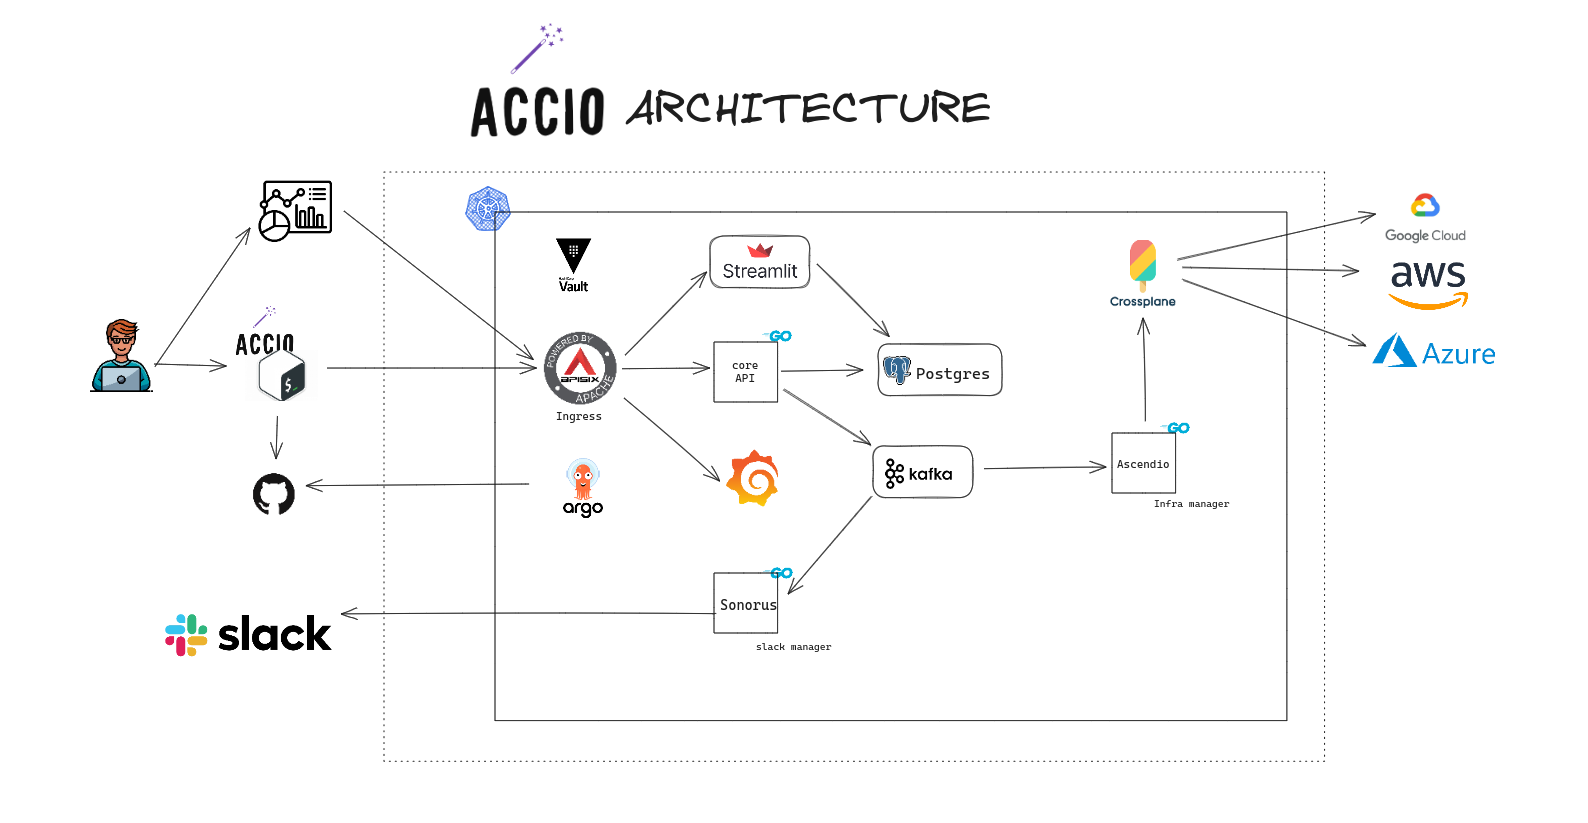 ACCIO ARCHITECTURE
Google Cloud
aws
Azure
HashiCorp
Vault
Streamlit
Crossplane
ACCIO
$_
POWERED BY
APISIX
APACHE
Ingress
GO
core
API
Postgres
argo
kafka
GO
Ascendio
Infra manager
GO
Sonorus
slack manager
slack